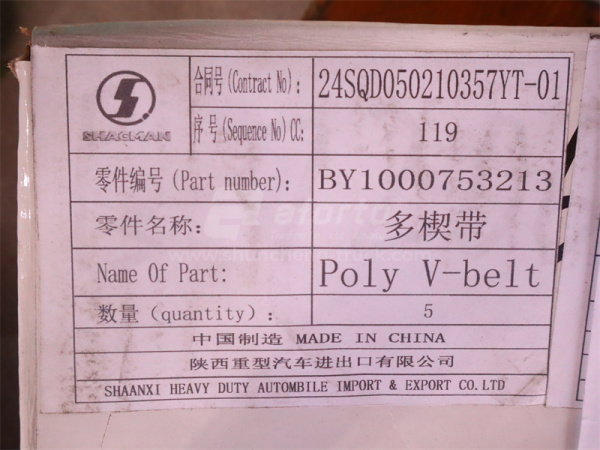 SHACMAN
合同号(Contract No): 24SQD050210357YT-01
序号(Sequence No)CC: 119
零件编号(Part number): BY1000753213
零件名称: 多楔带
Name Of Part: Poly V-belt
数量(quantity): 5
中国制造 MADE IN CHINA
陕西重型汽车进出口有限公司
SHAANXI HEAVY DUTY AUTOMBILE IMPORT & EXPORT CO.LTD